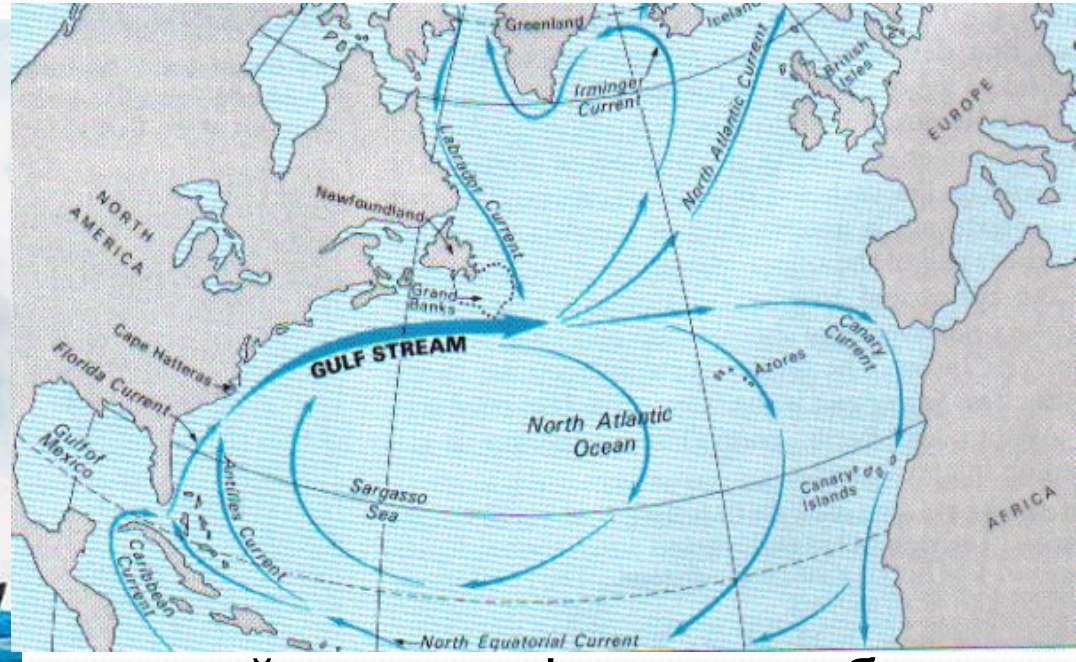 Greenland
Iceland
Irminger
Current
North Atlantic Current
British
Isles
EUROPE
Labrador Current
Newfoundland
NORTH
AMERICA
Grand
Banks
GULF STREAM
Cape Hatteras
Florida Current
Canary
Current
Azores
Gulf of
Mexico
North Atlantic
Ocean
Antilles Current
Sargasso
Sea
Canary
Islands
AFRICA
Caribbean
Current
North Equatorial Current